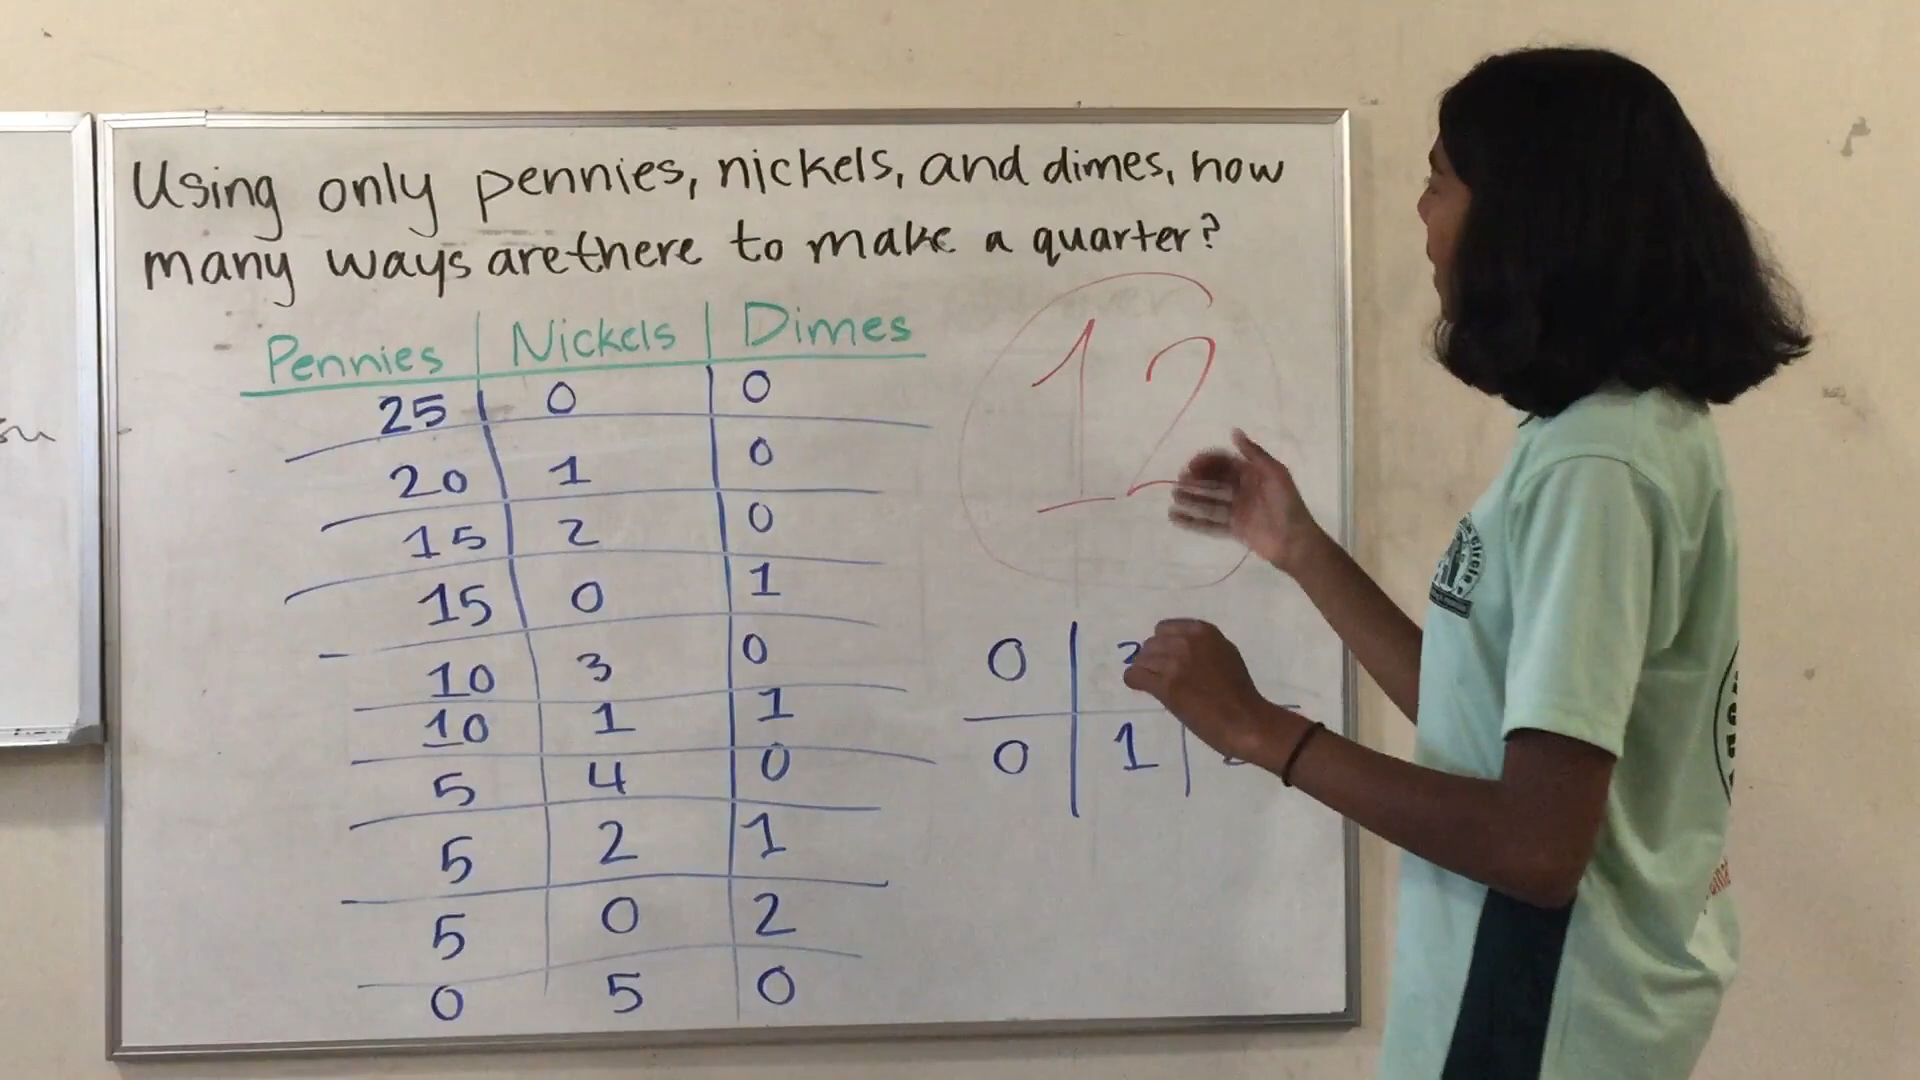 Using only pennies, nickels, and dimes, how
many ways are there to make a quarter?
Pennies | Nickels | Dimes
25 | 0 | 0
20 | 1 | 0
15 | 2 | 0
15 | 0 | 1
10 | 3 | 0
10 | 1 | 1
5 | 4 | 0
5 | 2 | 1
5 | 0 | 2
0 | 5 | 0
12
0 |
0 | 1 |
Circle